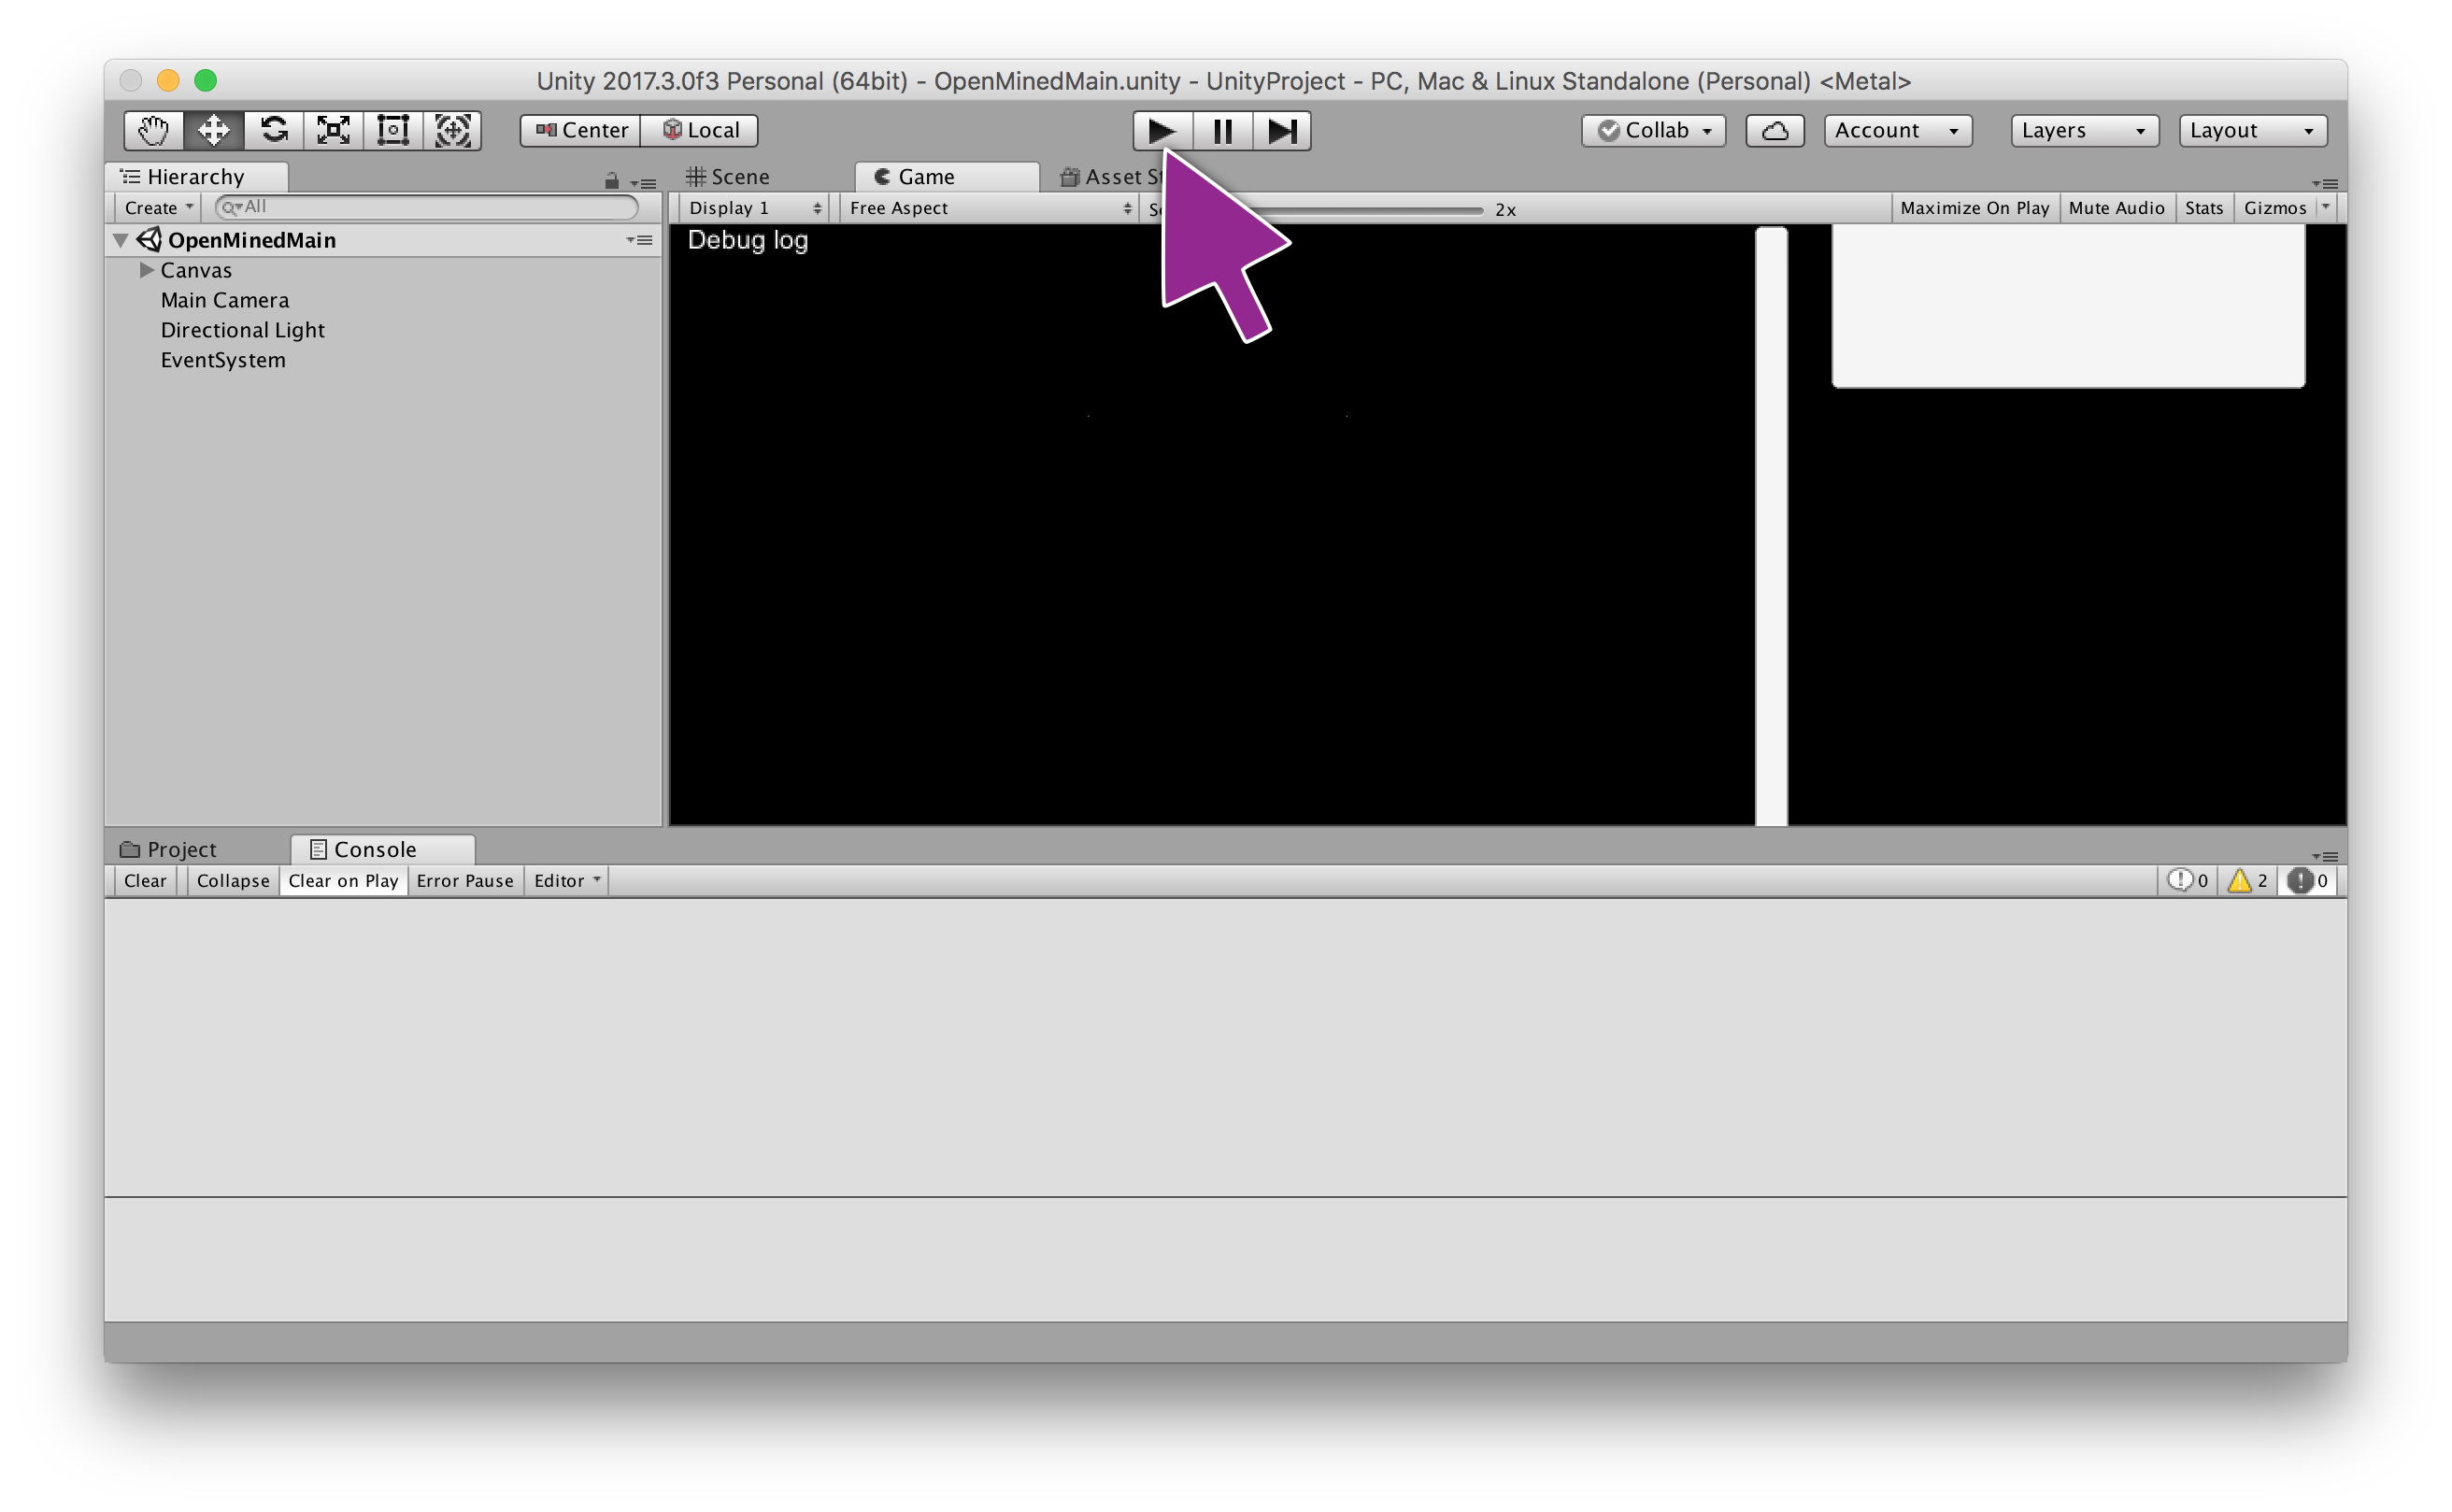 Unity 2017.3.0f3 Personal (64bit) - OpenMinedMain.unity - UnityProject - PC, Mac & Linux Standalone (Personal) <Metal>
Center Local Collab Account Layers Layout
Hierarchy Scene Game Asset
Create All Display 1 Free Aspect 2x Maximize On Play Mute Audio Stats Gizmos
OpenMinedMain Debug log
Canvas
Main Camera
Directional Light
EventSystem
Project Console
Clear Collapse Clear on Play Error Pause Editor 0 2 0